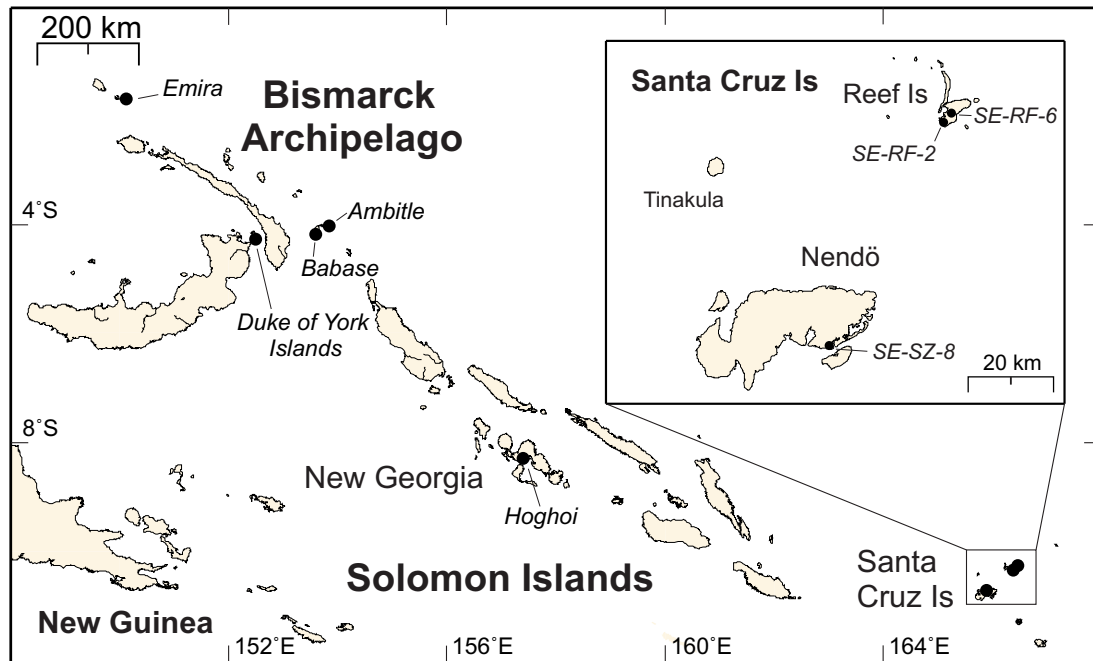 200 km
Emira
Bismarck
Archipelago
Santa Cruz Is
Reef Is
SE-RF-6
SE-RF-2
Tinakula
Nendö
SE-SZ-8
20 km
4°S
Ambitle
Babase
Duke of York
Islands
8°S
New Georgia
Hoghoi
Solomon Islands
Santa
Cruz Is
New Guinea
152°E
156°E
160°E
164°E